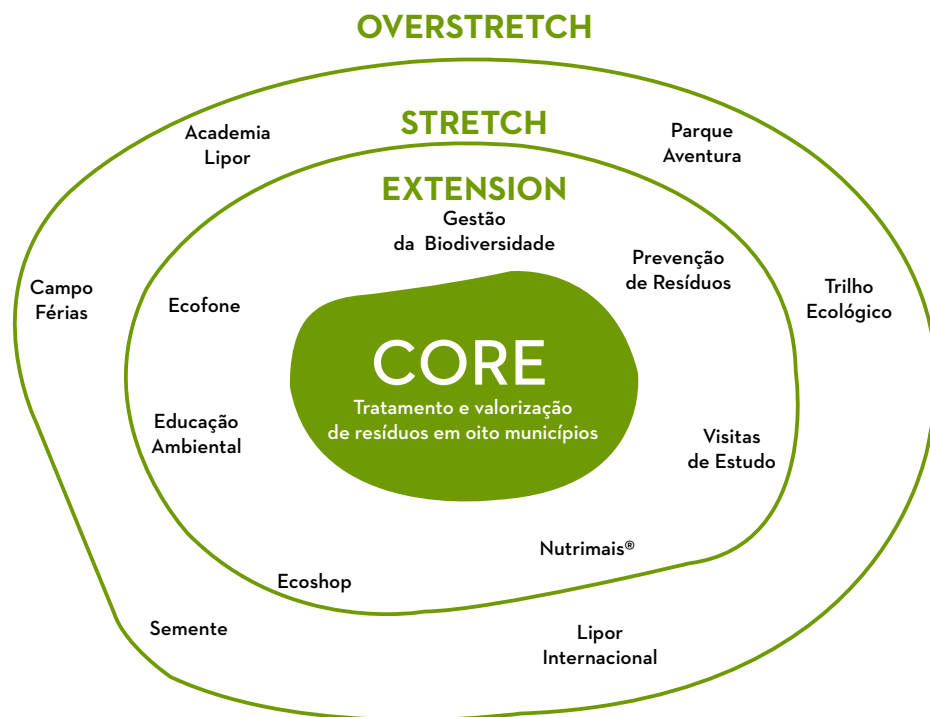 OVERSTRETCH
Academia
Lipor
STRETCH
Parque
Aventura
EXTENSION
Gestão
da Biodiversidade
Prevenção
de Resíduos
Campo
Férias
Ecofone
Trilho
Ecológico
CORE
Tratamento e valorização
de resíduos em oito municípios
Educação
Ambiental
Visitas
de Estudo
Nutrimais®
Ecoshop
Semente
Lipor
Internacional